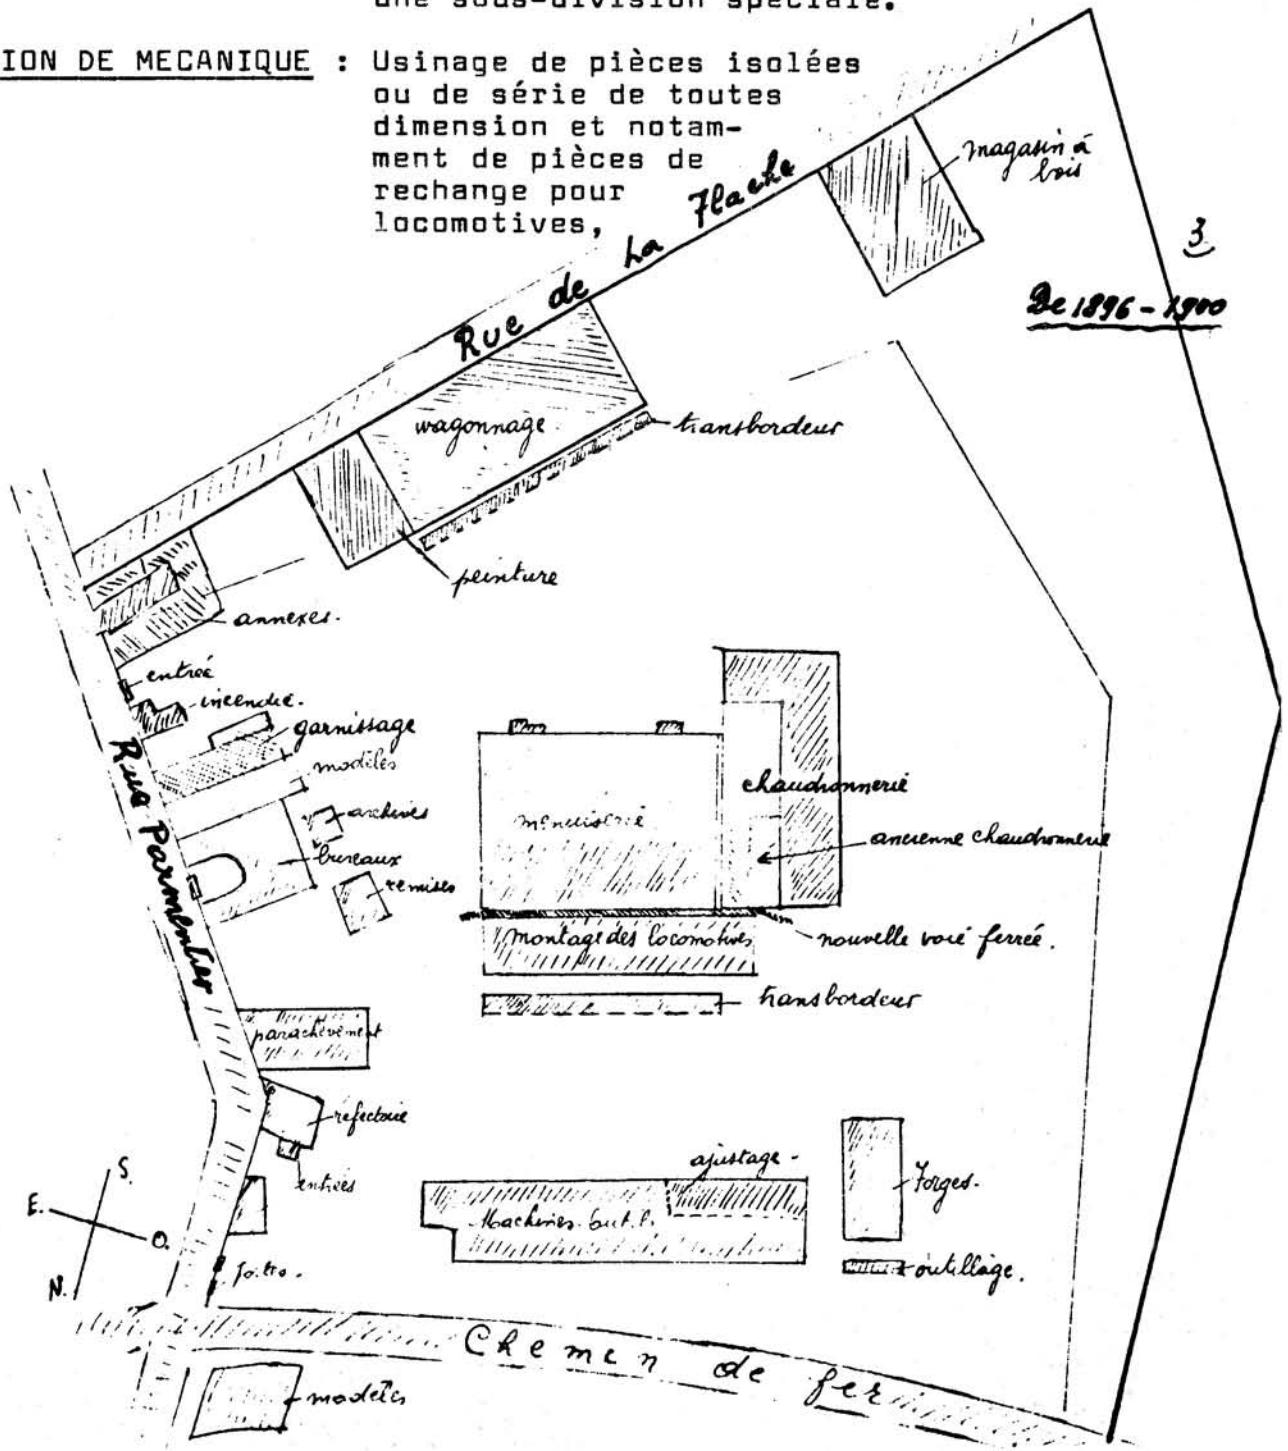 une sous-division spéciale.
ION DE MECANIQUE : Usinage de pièces isolées
ou de série de toutes
dimension et notam-
ment de pièces de
rechange pour
locomotives,
Rue de La Flache
magasin à
bois
3
De 1896 - 1900
wagonnage
transbordeur
peinture
annexes.
entrée
incendie.
garnissage
modèles
archives
bureaux
remises
Rue Parmentier
menuiserie
chaudronnerie
ancienne chaudronnerie
montage des locomotives
nouvelle voie ferrée.
transbordeur
parachèvement
réfectoire
entrées
S.
E.
O.
N.
ajustage -
Machines-out.
Forges.
outillage.
Chemin de fer
modèles